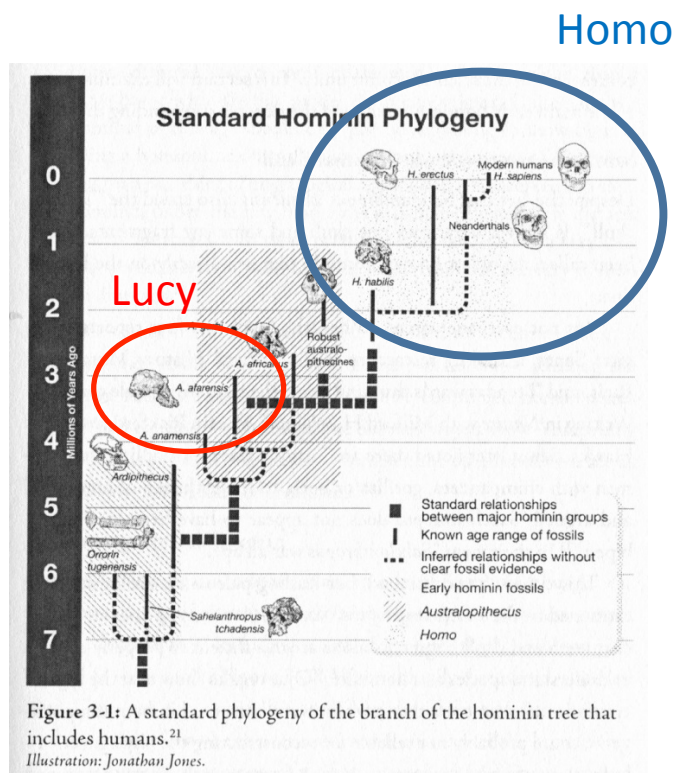 Homo
Standard Hominin Phylogeny
Millions of Years Ago
0
1
2
3
4
5
6
7
Modern humans
H. sapiens
H. erectus
Neanderthals
H. habilis
Lucy
Robust
australo-
pithecines
A. africanus
A. afarensis
A. anamensis
Ardipithecus
Orrorin
tugenensis
Sahelanthropus
tchadensis
Standard relationships
between major hominin groups
Known age range of fossils
Inferred relationships without
clear fossil evidence
Early hominin fossils
Australopithecus
Homo
Figure 3-1: A standard phylogeny of the branch of the hominin tree that
includes humans.21
Illustration: Jonathan Jones.